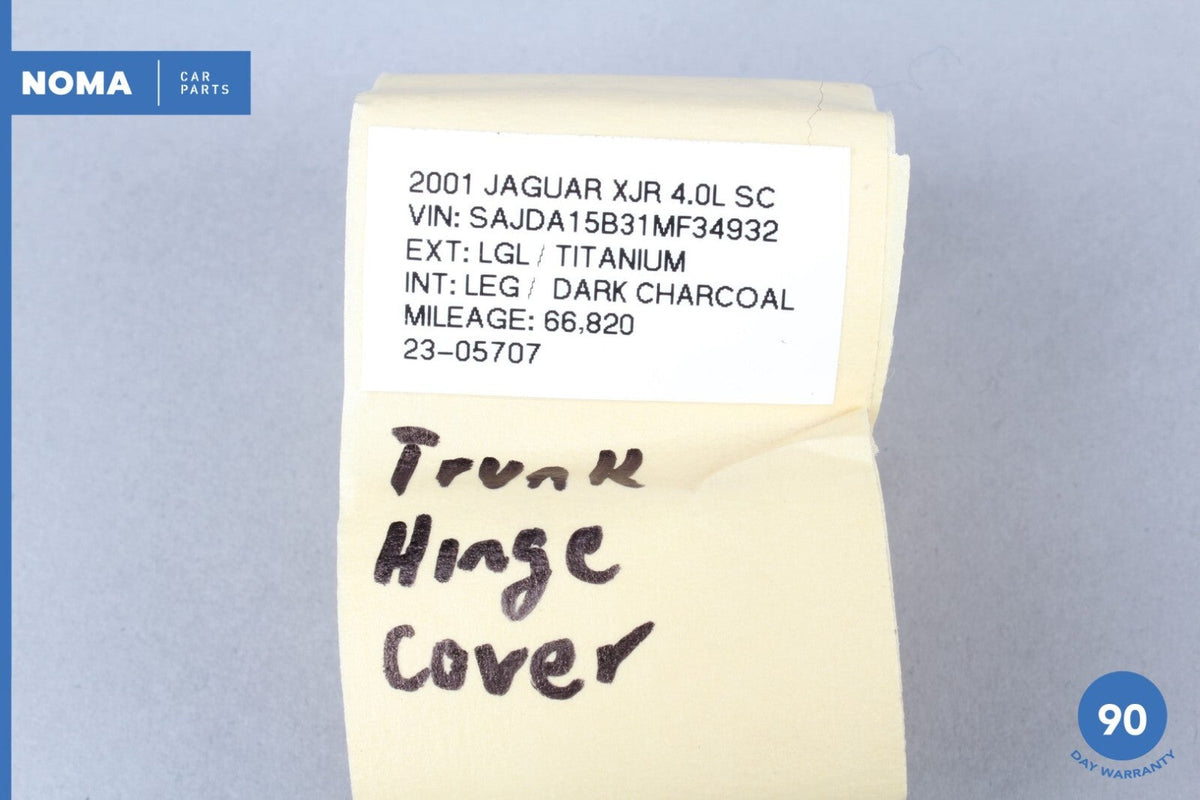 NOMA
CAR
PARTS
2001 JAGUAR XJR 4.0L SC
VIN: SAJDA15B31MF34932
EXT: LGL / TITANIUM
INT: LEG / DARK CHARCOAL
MILEAGE: 66,820
23-05707
Trunk
Hinge
Cover
90
DAY WARRANTY